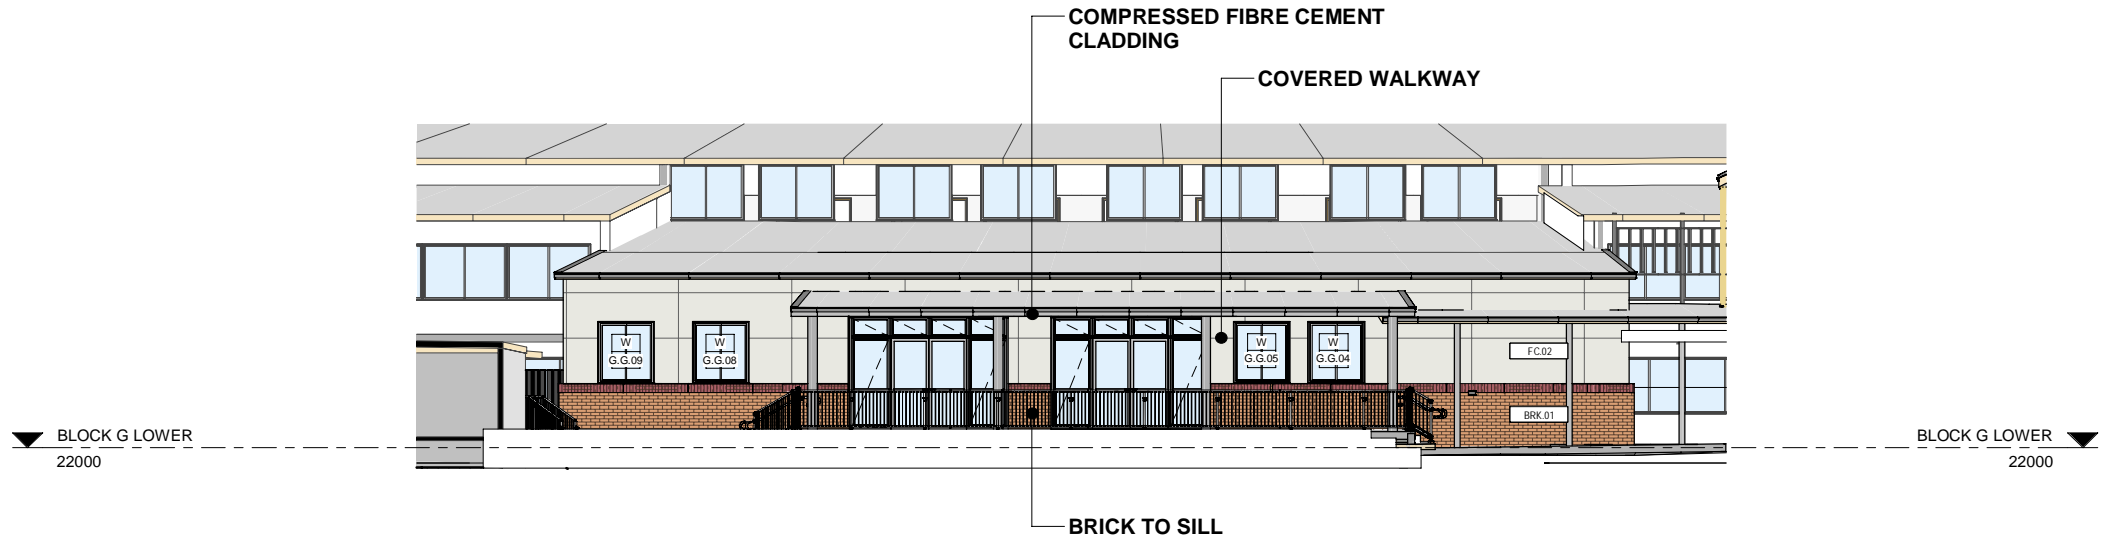 COMPRESSED FIBRE CEMENT
CLADDING
COVERED WALKWAY
W
G.G.09
W
G.G.08
W
G.G.05
W
G.G.04
FC.02
BRK.01
BLOCK G LOWER
22000
BLOCK G LOWER
22000
BRICK TO SILL